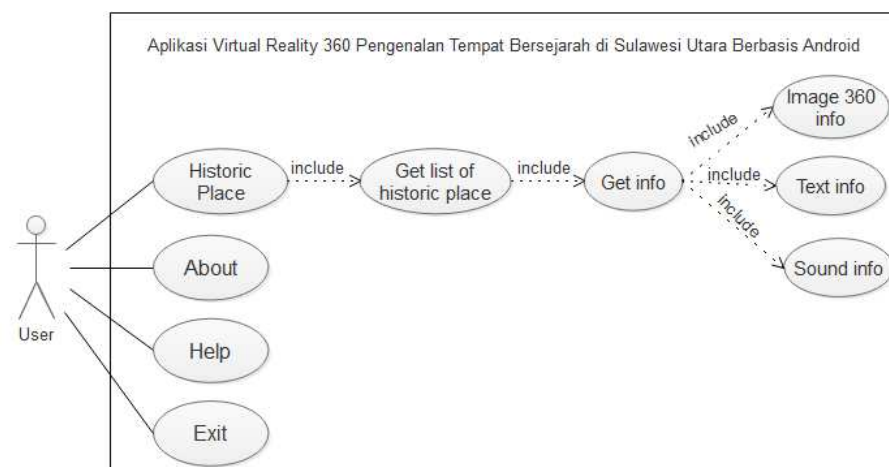 Aplikasi Virtual Reality 360 Pengenalan Tempat Bersejarah di Sulawesi Utara Berbasis Android
Image 360
info
include
Historic
Place
include
Get list of
historic place
include
Get info
include
Text info
include
Sound info
About
User
Help
Exit